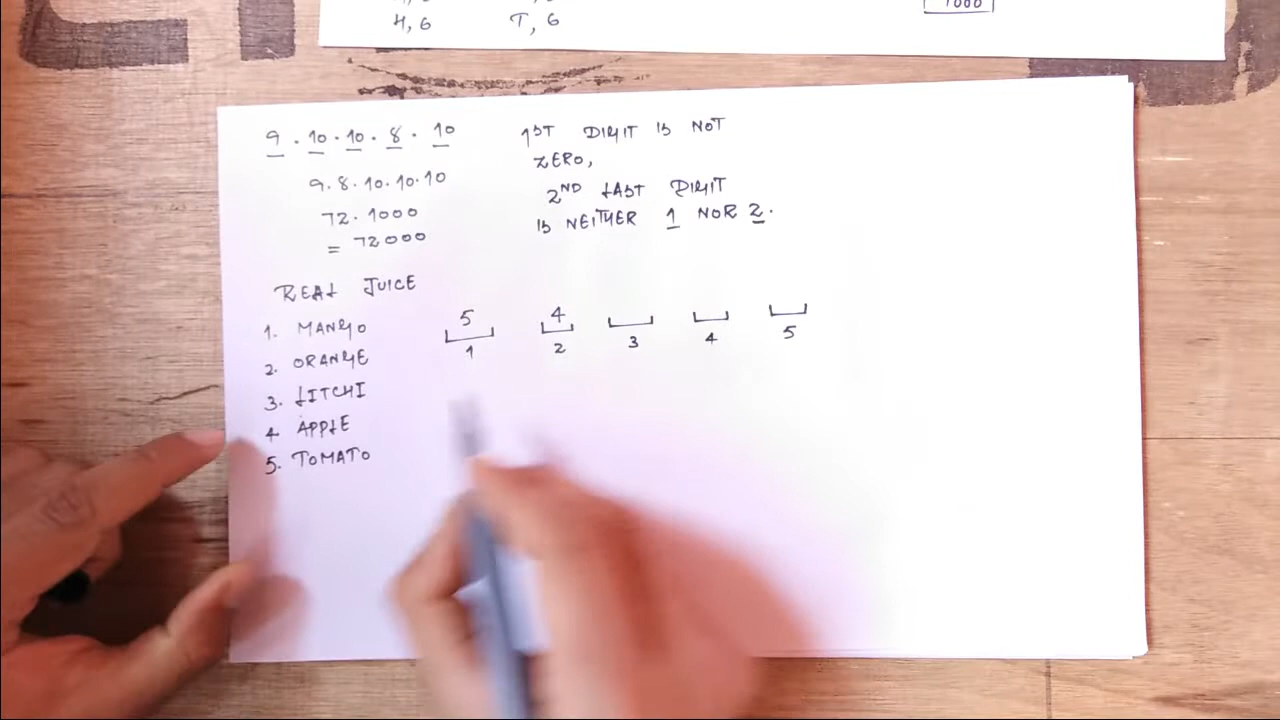 4, 6 T, 6
1000
9 . 10 . 10 . 8 . 10
9.8.10.10.10
72.1000
= 72000
1ST DIGIT IS NOT
ZERO,
2ND LAST DIGIT
IS NEITHER 1 NOR 2.
REAL JUICE
1. MANGO
2. ORANGE
3. LITCHI
4 APPLE
5. TOMATO
5 4
1 2 3 4 5